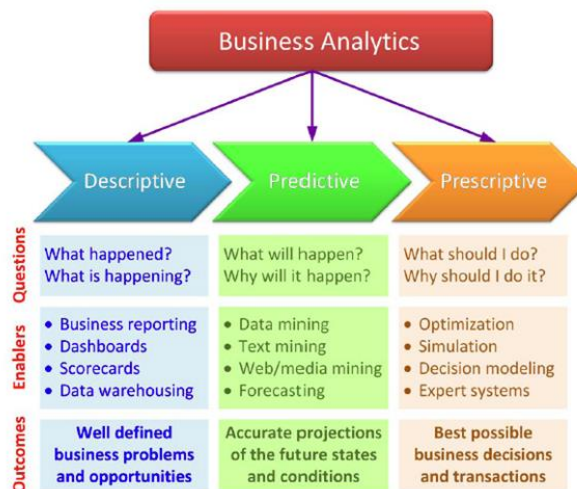 Business Analytics
Descriptive
Predictive
Prescriptive
Questions
What happened?
What is happening?
What will happen?
Why will it happen?
What should I do?
Why should I do it?
Enablers
• Business reporting
• Dashboards
• Scorecards
• Data warehousing
• Data mining
• Text mining
• Web/media mining
• Forecasting
• Optimization
• Simulation
• Decision modeling
• Expert systems
Outcomes
Well defined
business problems
and opportunities
Accurate projections
of the future states
and conditions
Best possible
business decisions
and transactions